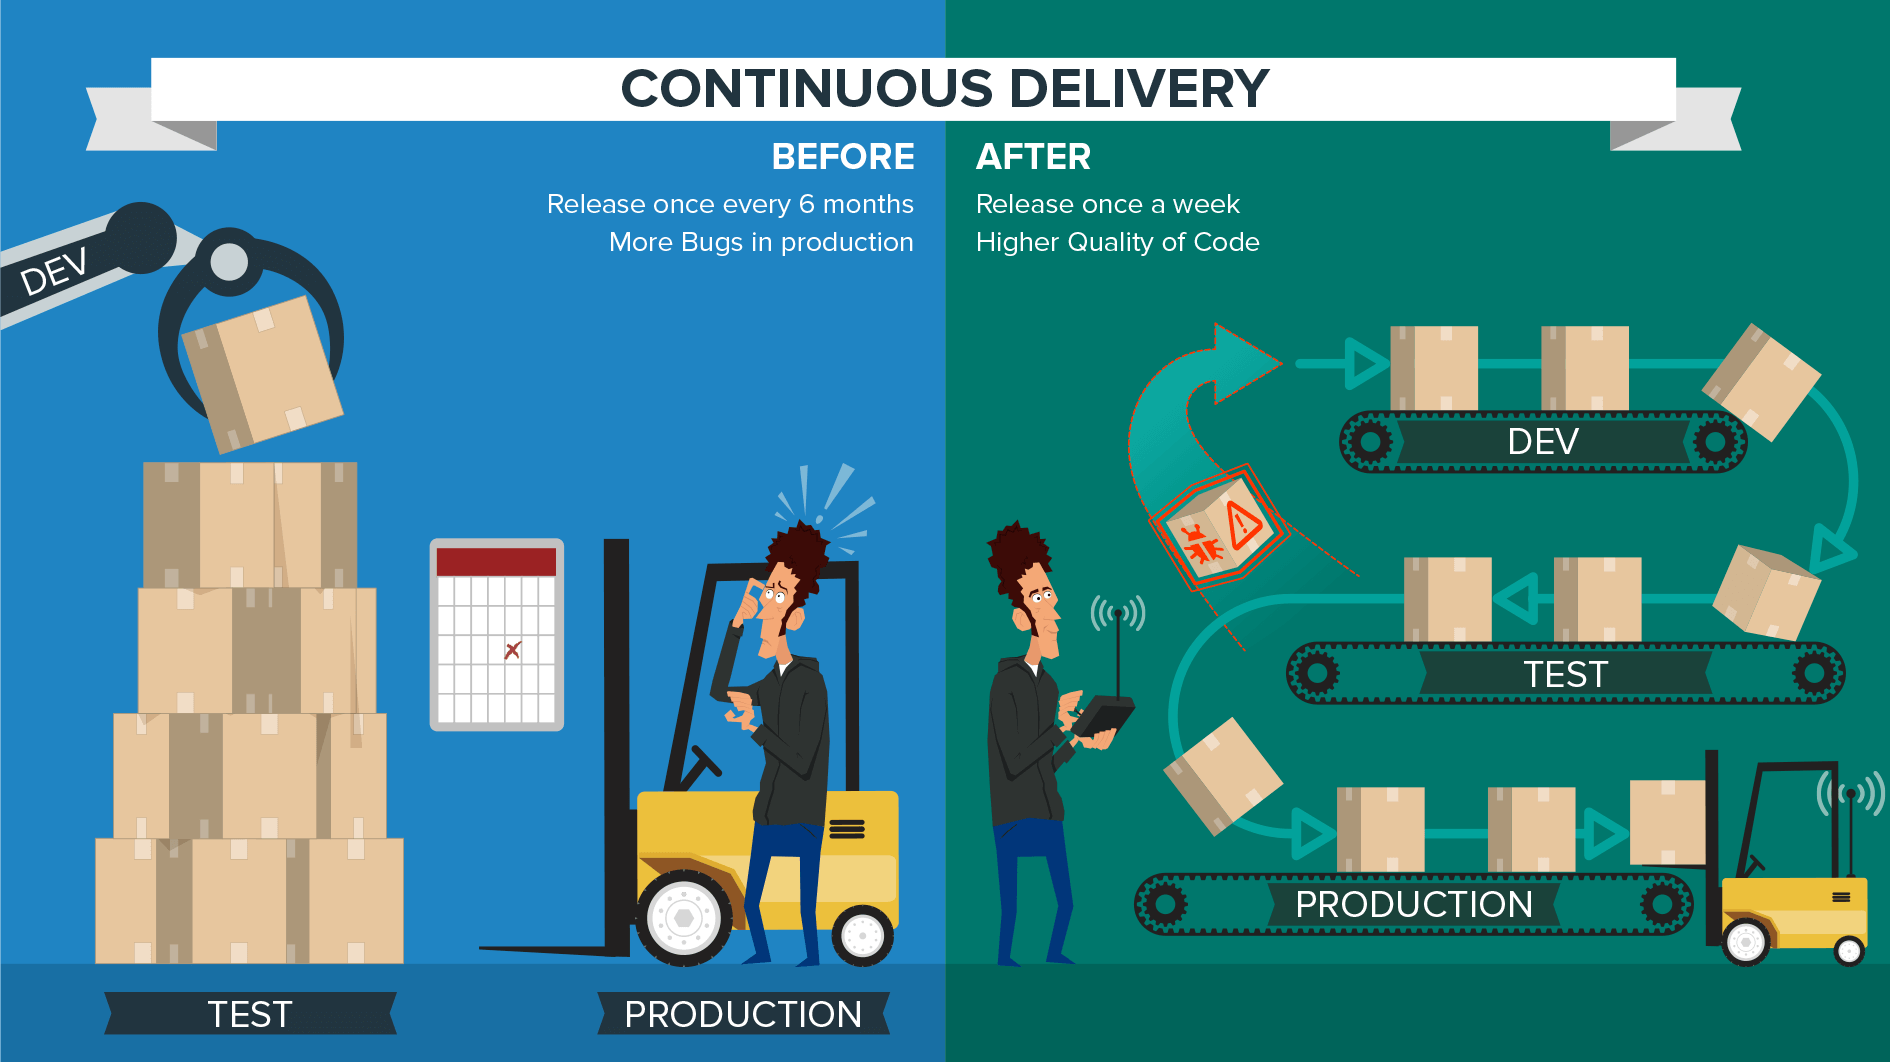 CONTINUOUS DELIVERY
BEFORE
Release once every 6 months
More Bugs in production
DEV
TEST
PRODUCTION
AFTER
Release once a week
Higher Quality of Code
DEV
TEST
PRODUCTION